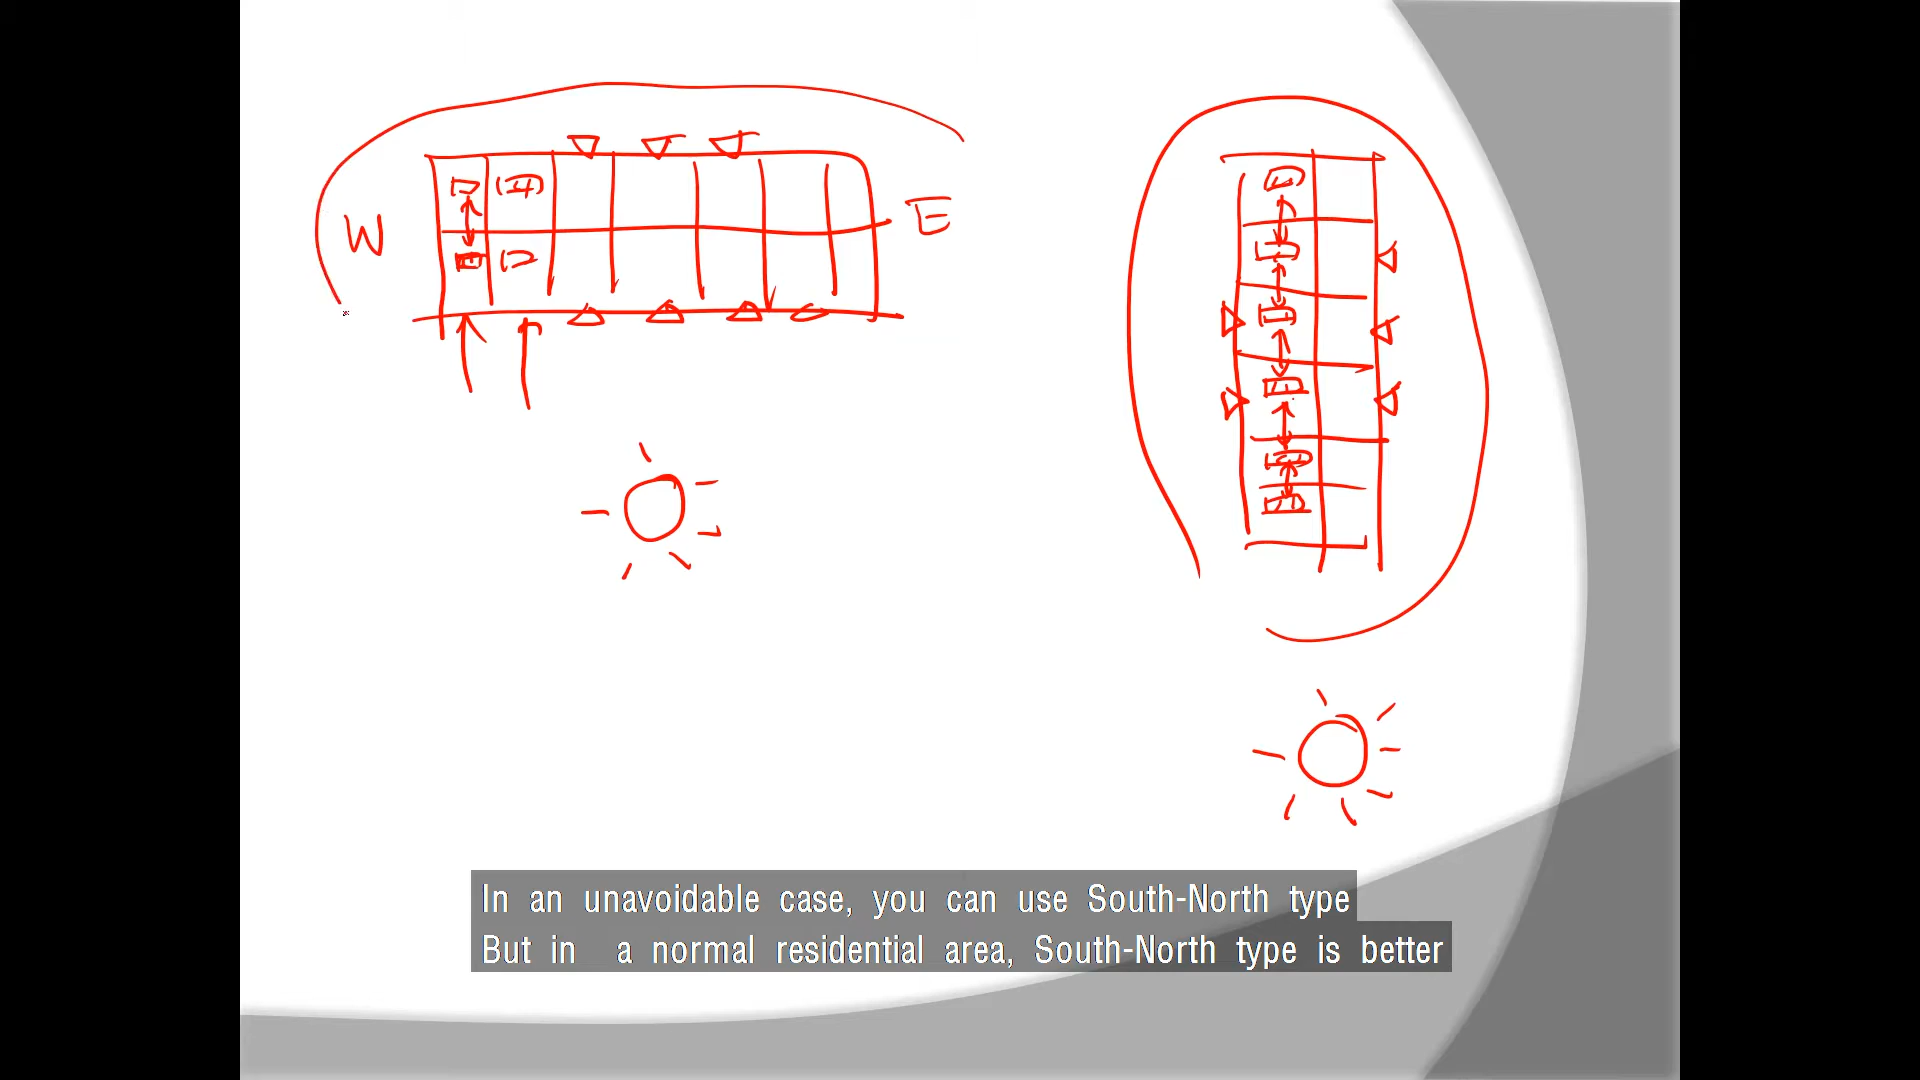 W
E
In an unavoidable case, you can use South-North type
But in a normal residential area, South-North type is better